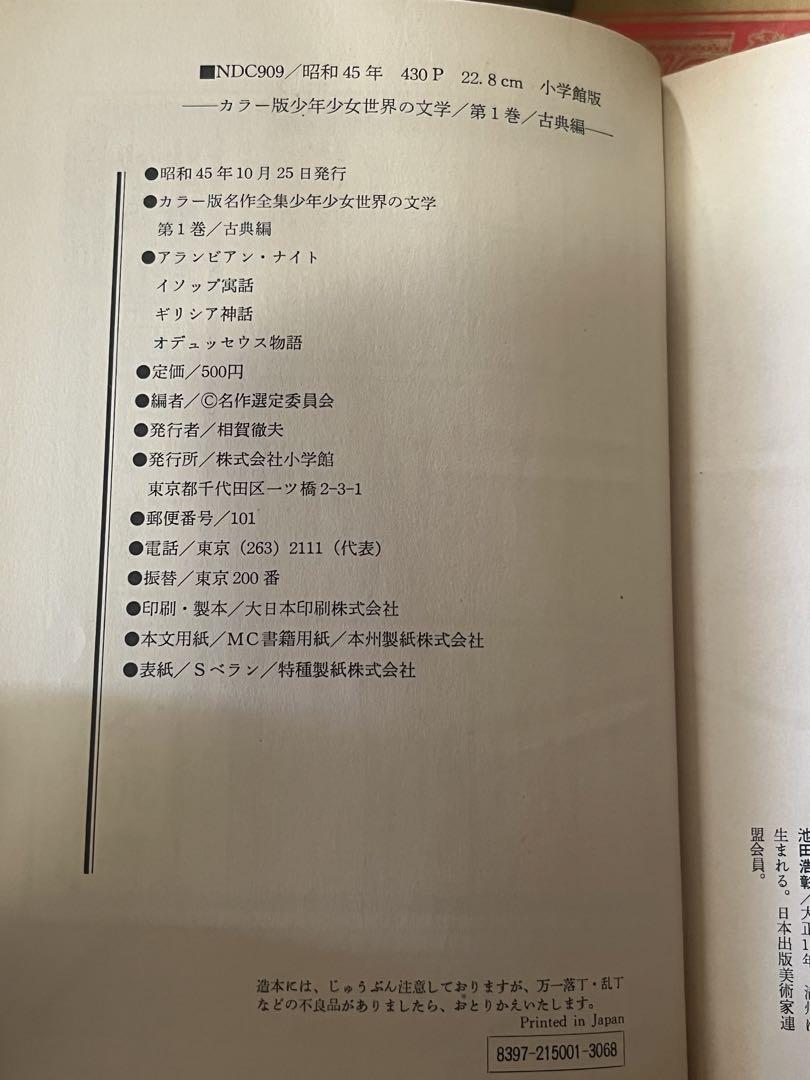 ■NDC909／昭和45年 430P 22.8cm 小学館版
――カラー版少年少女世界の文学／第1巻／古典編――
●昭和45年10月25日発行
●カラー版名作全集少年少女世界の文学
第1巻／古典編
●アランビアン・ナイト
イソップ寓話
ギリシア神話
オデュッセウス物語
●定価／500円
●編者／Ⓒ名作選定委員会
●発行者／相賀徹夫
●発行所／株式会社小学館
東京都千代田区一ツ橋2-3-1
●郵便番号／101
●電話／東京（263）2111（代表）
●振替／東京200番
●印刷・製本／大日本印刷株式会社
●本文用紙／MC書籍用紙／本州製紙株式会社
●表紙／Sベラン／特種製紙株式会社
造本には、じゅうぶん注意しておりますが、万一落丁・乱丁
などの不良品がありましたら、おとりかえいたします。
Printed in Japan
8397-215001-3068
池田浩彰／大正1
生まれる。日本出版美術家連
盟会員。